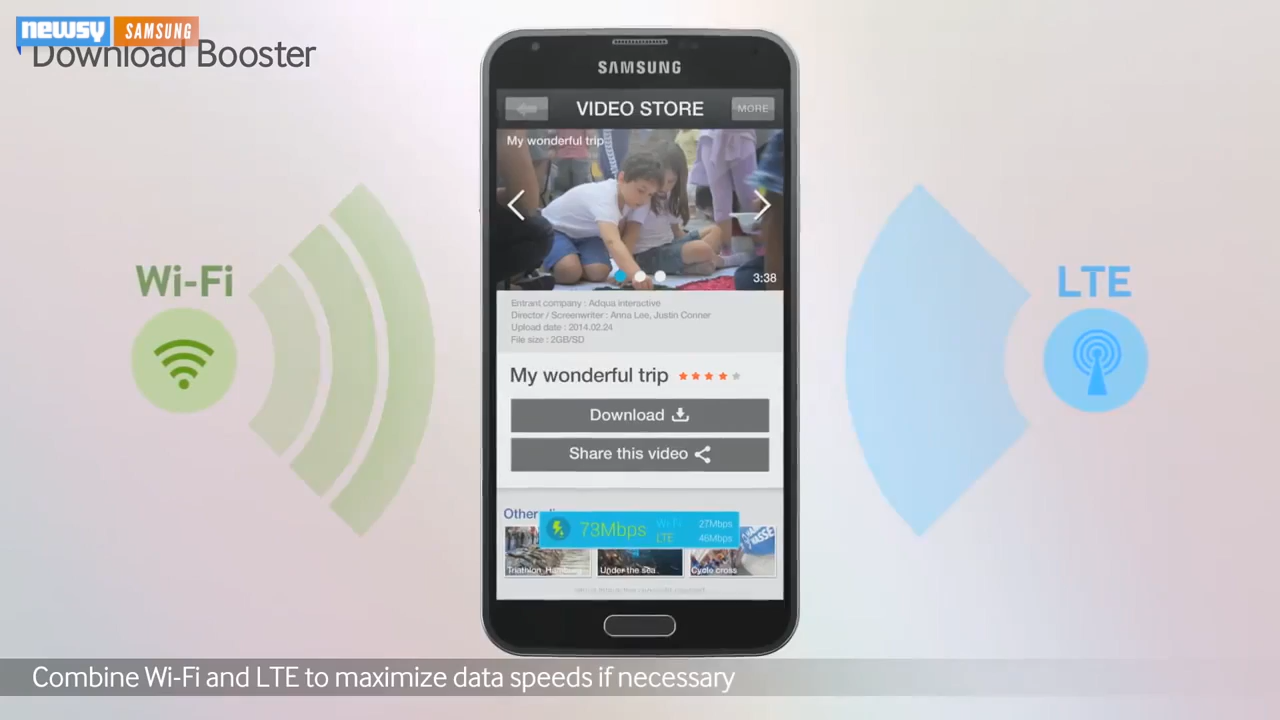 newsy SAMSUNG
Download Booster
SAMSUNG
VIDEO STORE
MORE
My wonderful trip
3:38
Entrant company : Adqua interactive
Director / Screenwriter : Anna Lee, Justin Conner
Upload date : 2014.02.24
File size : 2GB/SD
My wonderful trip
Download
Share this video
Other
73Mbps
Wi-Fi 27Mbps
LTE 46Mbps
Triathlon
Under the sea
Cycle cross
Wi-Fi
LTE
Combine Wi-Fi and LTE to maximize data speeds if necessary